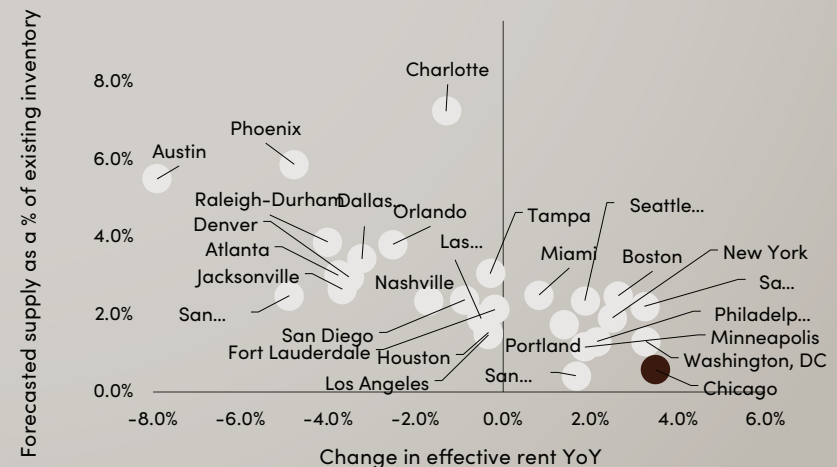 Forecasted supply as a % of existing inventory
Charlotte
8.0%
Phoenix
6.0%
Austin
Raleigh-Durham
Dallas...
Orlando
Tampa
Seattle...
Denver
4.0%
Las...
Atlanta
Miami
Boston
New York
Jacksonville
Nashville
Sa...
San...
2.0%
Philadelp...
San Diego
Minneapolis
Fort Lauderdale
Houston
Portland
Washington, DC
Los Angeles
San...
Chicago
0.0%
-8.0% -6.0% -4.0% -2.0% 0.0% 2.0% 4.0% 6.0%
Change in effective rent YoY